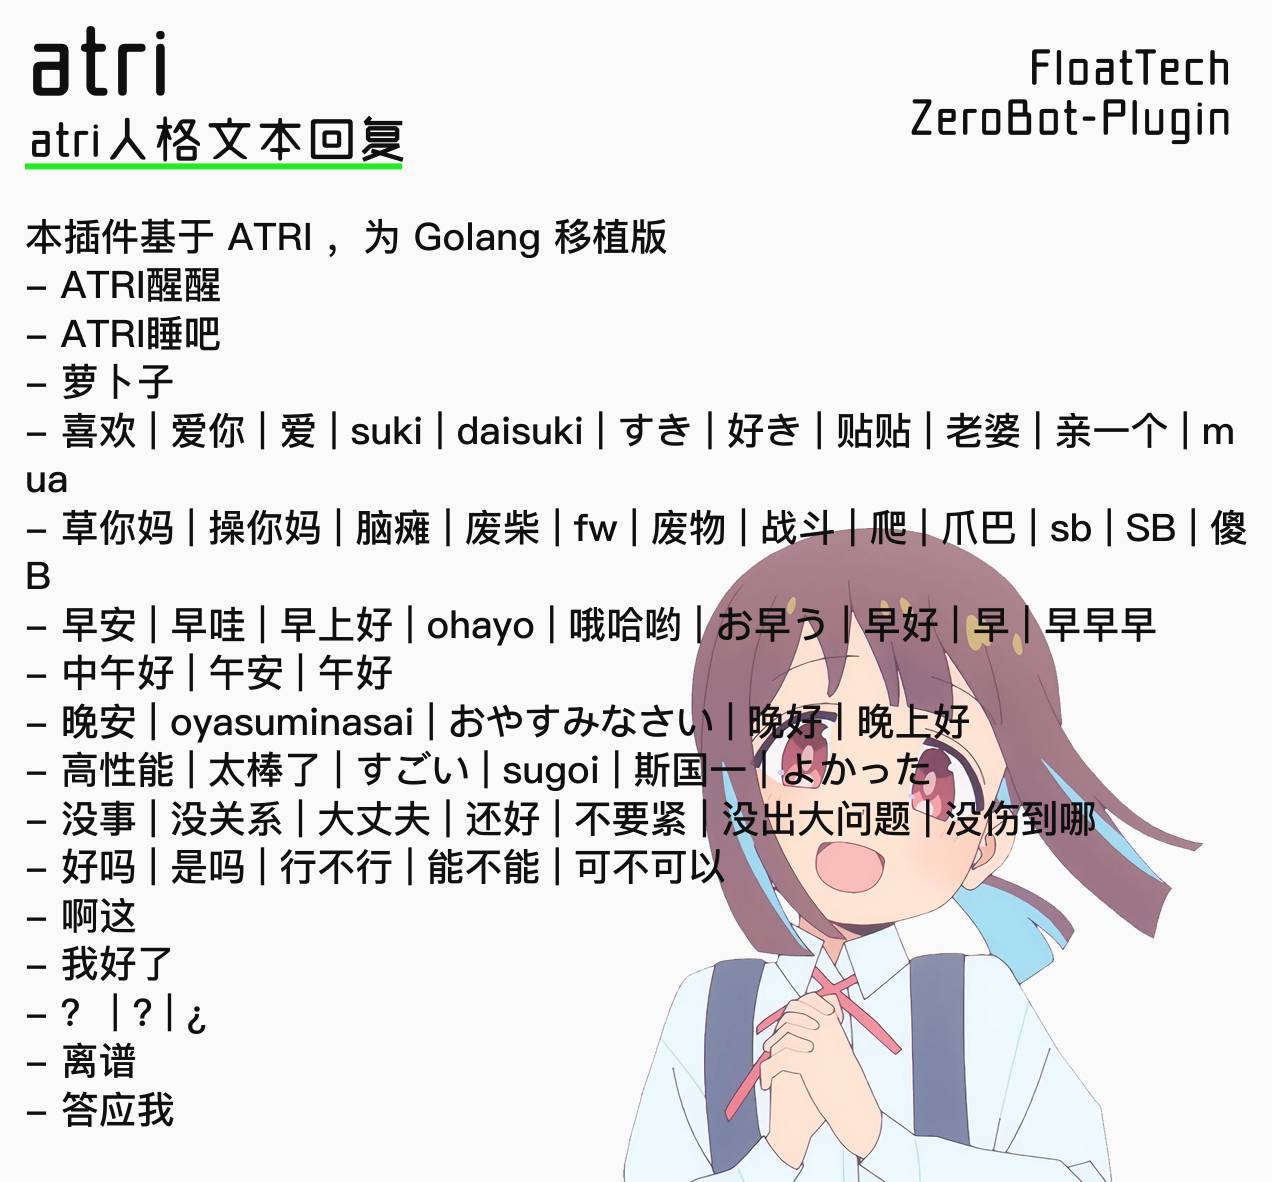 atri
FloatTech
atri人格文本回复
ZeroBot-Plugin
本插件基于 ATRI ，为 Golang 移植版
- ATRI醒醒
- ATRI睡吧
- 萝卜子
- 喜欢 | 爱你 | 爱 | suki | daisuki | すき | 好き | 贴贴 | 老婆 | 亲一个 | m
ua
- 草你妈 | 操你妈 | 脑瘫 | 废柴 | fw | 废物 | 战斗 | 爬 | 爪巴 | sb | SB | 傻
B
- 早安 | 早哇 | 早上好 | ohayo | 哦哈哟 | お早う | 早好 | 早 | 早早早
- 中午好 | 午安 | 午好
- 晚安 | oyasuminasai | おやすみなさい | 晚好 | 晚上好
- 高性能 | 太棒了 | すごい | sugoi | 斯国一 | よかった
- 没事 | 没关系 | 大丈夫 | 还好 | 不要紧 | 没出大问题 | 没伤到哪
- 好吗 | 是吗 | 行不行 | 能不能 | 可不可以
- 啊这
- 我好了
- ？ | ? | ¿
- 离谱
- 答应我